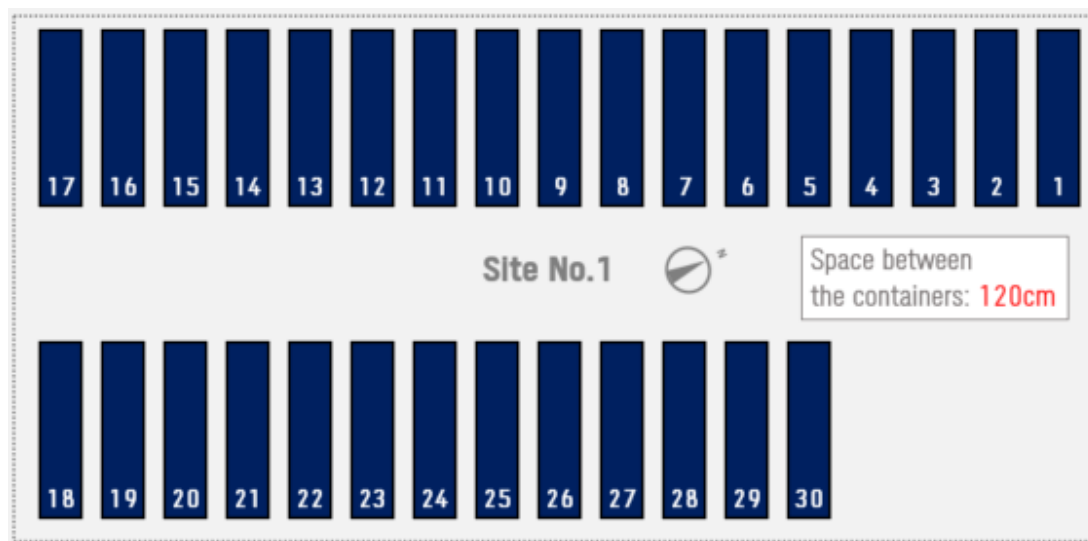 17 16 15 14 13 12 11 10 9 8 7 6 5 4 3 2 1
Site No.1
N
Space between
the containers: 120cm
18 19 20 21 22 23 24 25 26 27 28 29 30